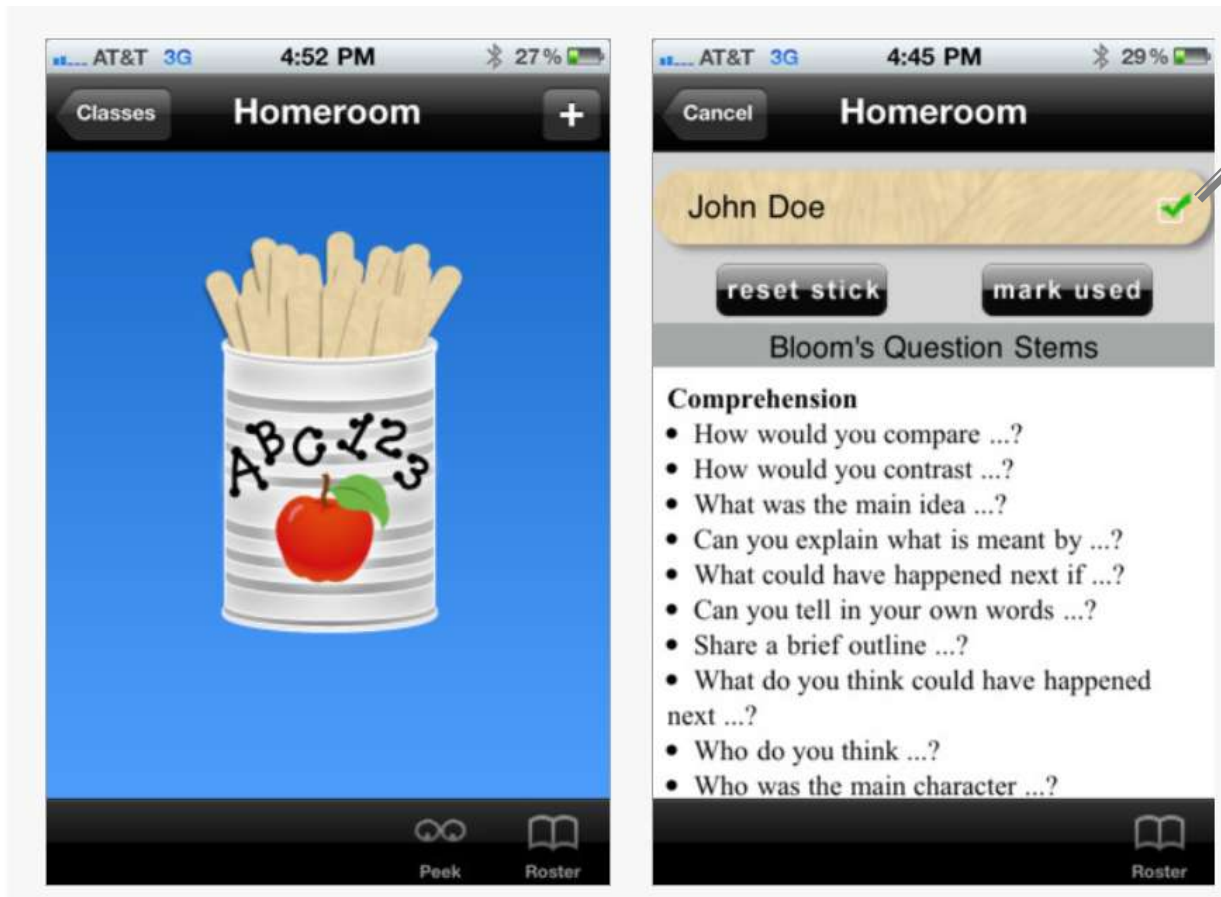 AT&T 3G 4:52 PM 27%
Classes Homeroom +
ABC 123
Peek Roster
AT&T 3G 4:45 PM 29%
Cancel Homeroom
John Doe
reset stick mark used
Bloom's Question Stems
Comprehension
• How would you compare ...?
• How would you contrast ...?
• What was the main idea ...?
• Can you explain what is meant by ...?
• What could have happened next if ...?
• Can you tell in your own words ...?
• Share a brief outline ...?
• What do you think could have happened
next ...?
• Who do you think ...?
• Who was the main character ...?
Roster